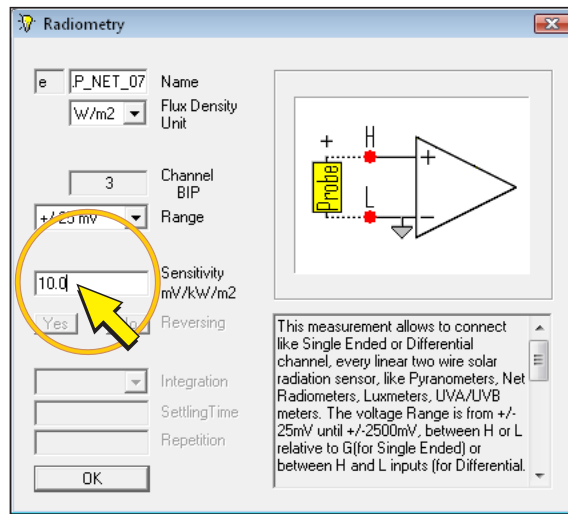 Radiometry
e
.P_NET_07
Name
W/m2
Flux Density
Unit
3
Channel
BIP
+/-25 mV
Range
10.0
Sensitivity
mV/kW/m2
Yes
No
Reversing
Integration
SettlingTime
Repetition
OK
+
H
+
Probe
L
−
This measurement allows to connect
like Single Ended or Differential
channel, every linear two wire solar
radiation sensor, like Pyranometers, Net
Radiometers, Luxmeters, UVA/UVB
meters. The voltage Range is from +/-
25mV until +/-2500mV, between H or L
relative to G(for Single Ended) or
between H and L inputs (for Differential.